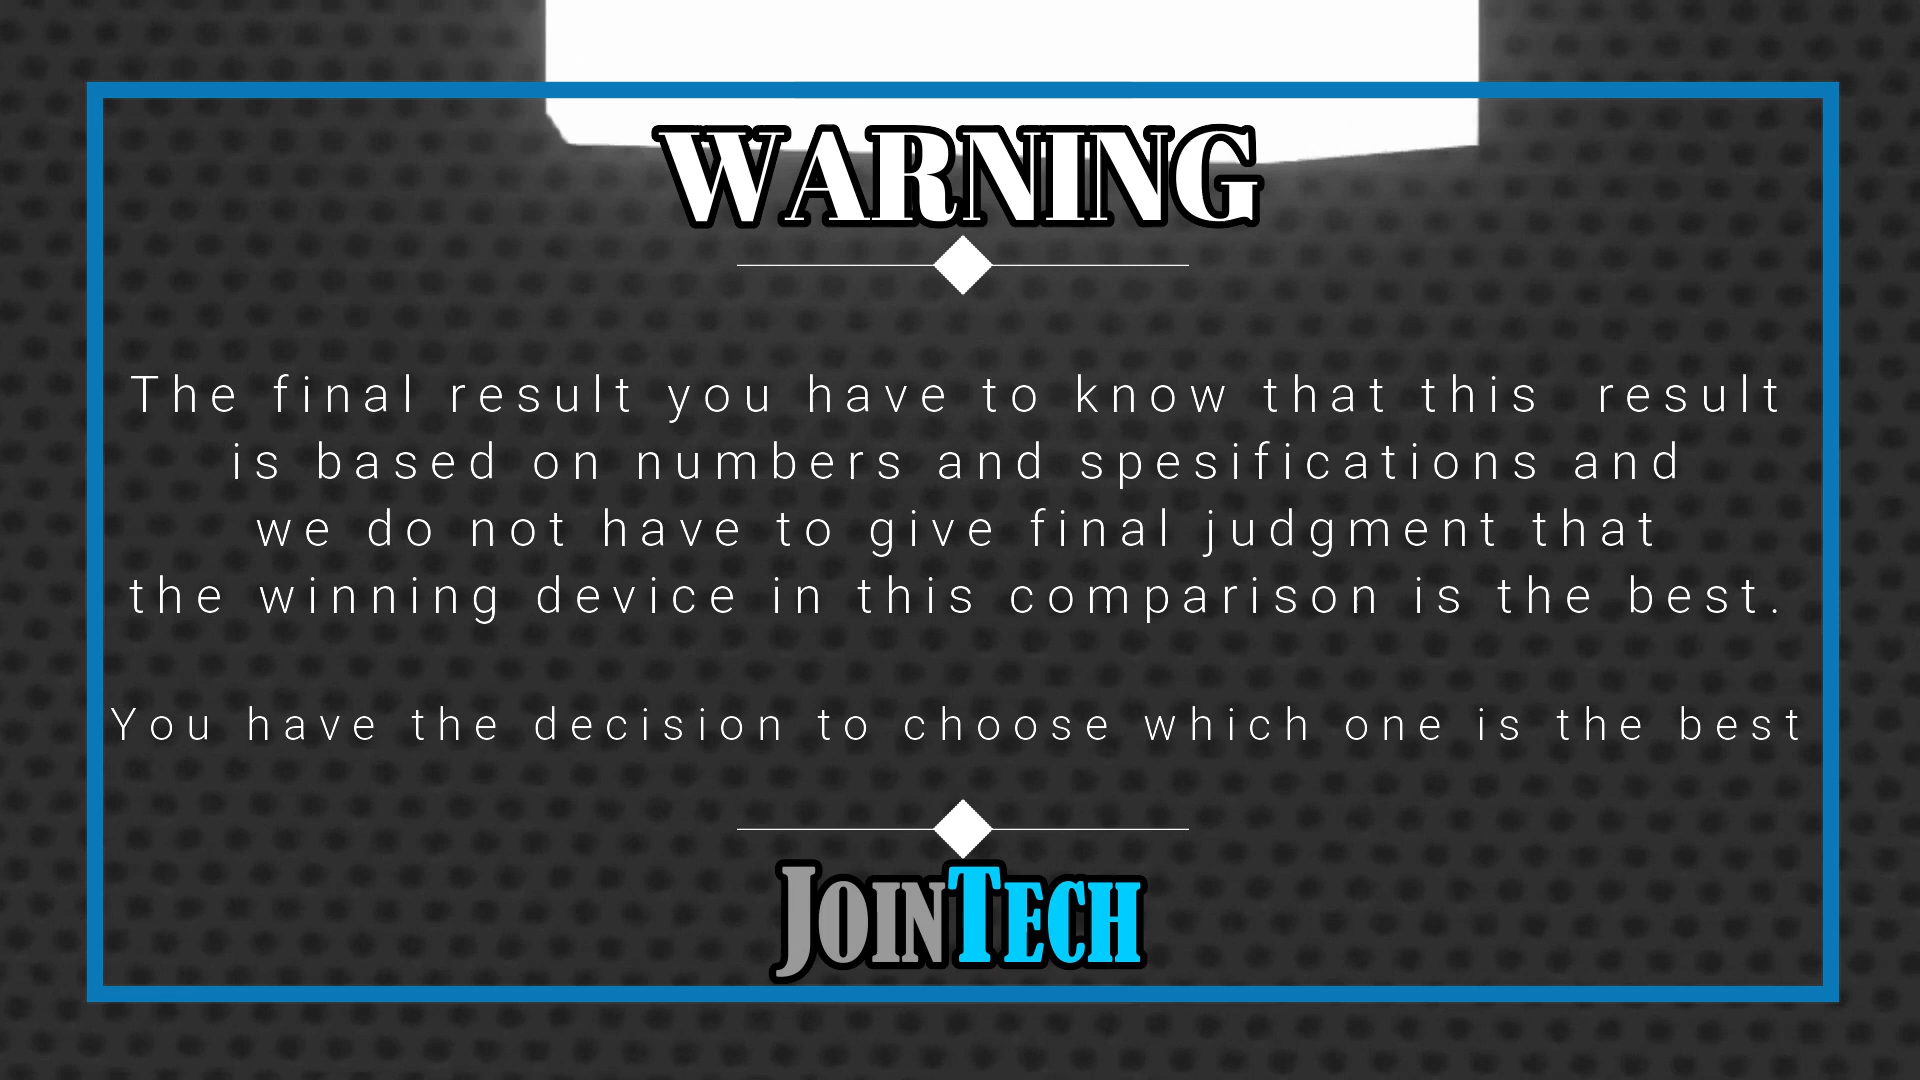 WARNING
The final result you have to know that this result
is based on numbers and spesifications and
we do not have to give final judgment that
the winning device in this comparison is the best.
You have the decision to choose which one is the best
JOINTECH